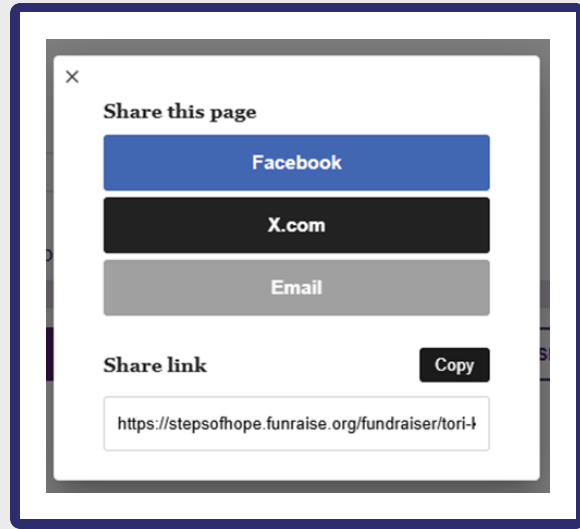 Share this page
Facebook
X.com
Email
Share link
Copy
https://stepsofhope.funraise.org/fundraiser/tori-